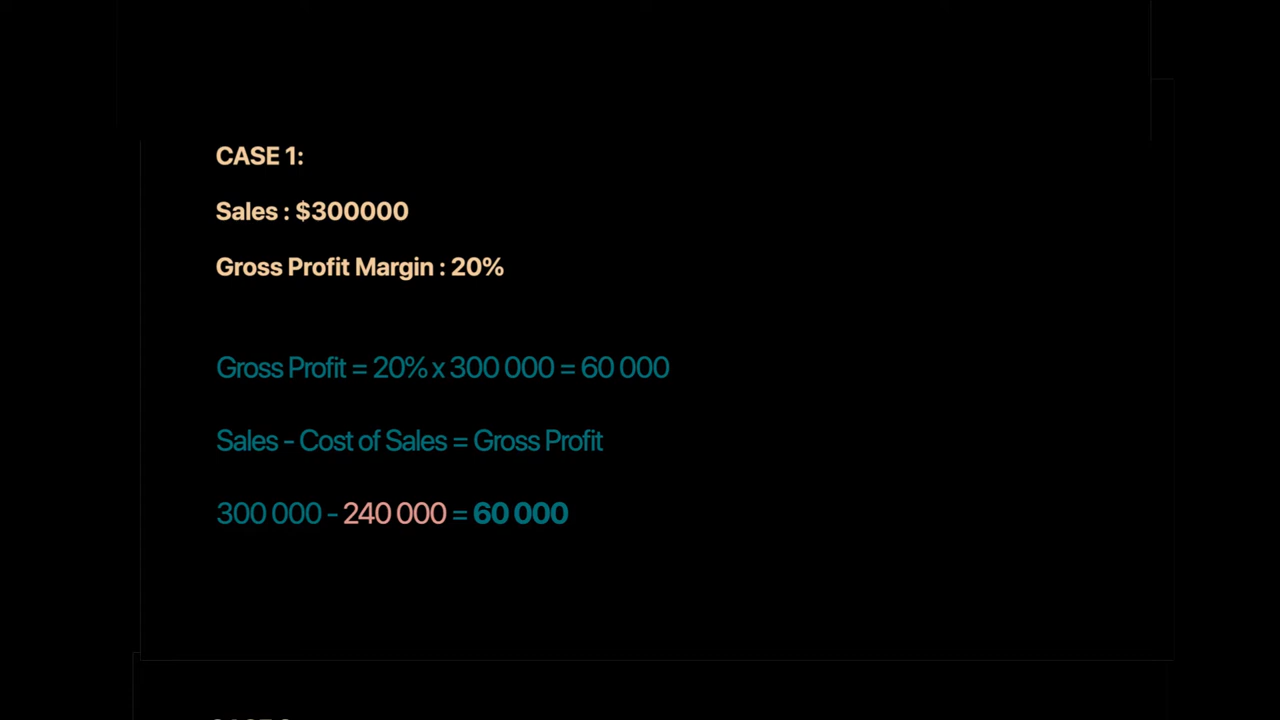 CASE 1:
Sales : $300000
Gross Profit Margin : 20%
Gross Profit = 20% x 300 000 = 60 000
Sales - Cost of Sales = Gross Profit
300 000 - 240 000 = 60 000